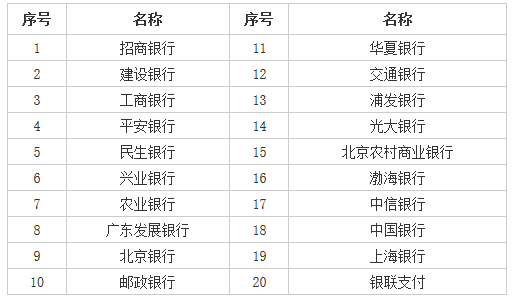 序号 名称 序号 名称
1 招商银行 11 华夏银行
2 建设银行 12 交通银行
3 工商银行 13 浦发银行
4 平安银行 14 光大银行
5 民生银行 15 北京农村商业银行
6 兴业银行 16 渤海银行
7 农业银行 17 中信银行
8 广东发展银行 18 中国银行
9 北京银行 19 上海银行
10 邮政银行 20 银联支付